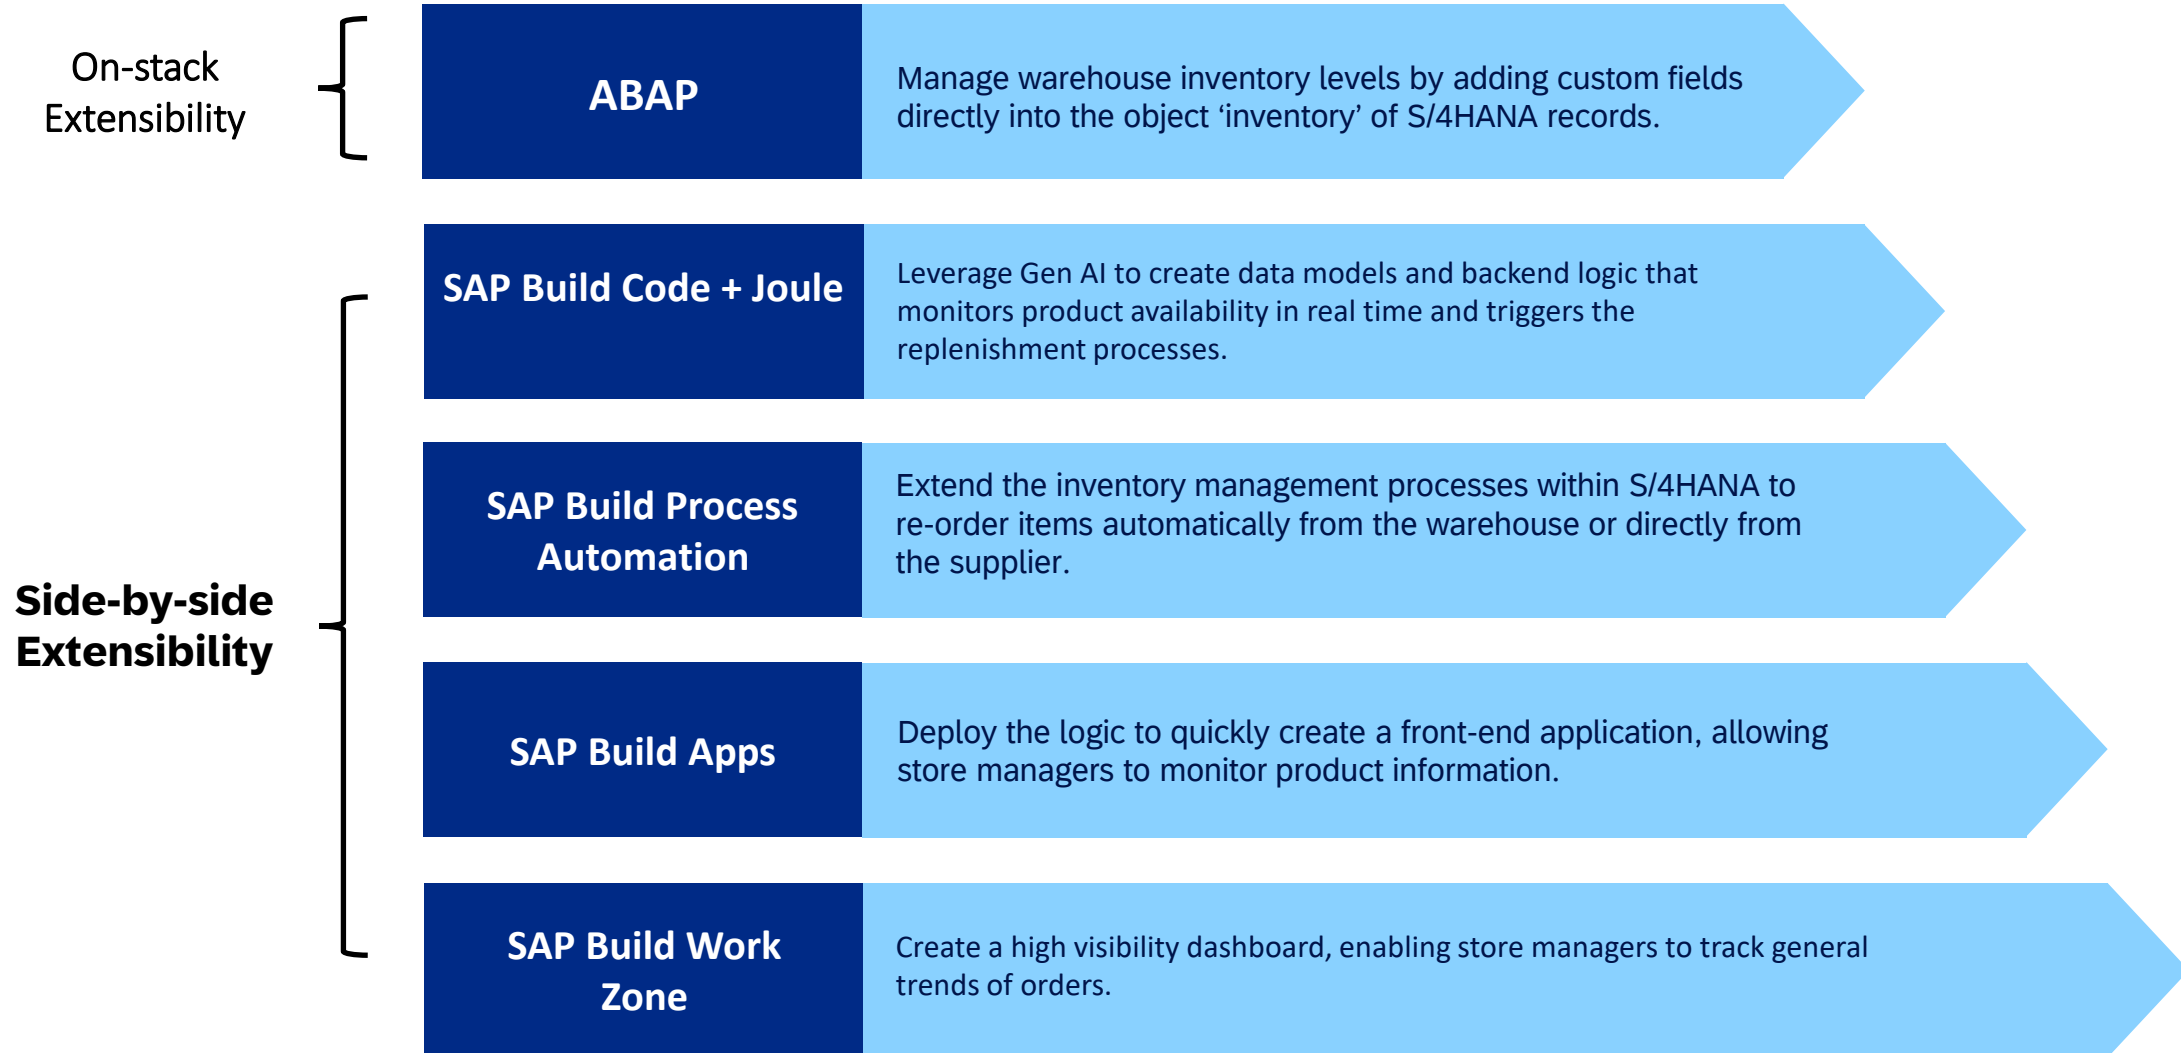 On-stack
Extensibility
ABAP
Manage warehouse inventory levels by adding custom fields
directly into the object ‘inventory’ of S/4HANA records.
SAP Build Code + Joule
Leverage Gen AI to create data models and backend logic that
monitors product availability in real time and triggers the
replenishment processes.
Side-by-side
Extensibility
SAP Build Process
Automation
Extend the inventory management processes within S/4HANA to
re-order items automatically from the warehouse or directly from
the supplier.
SAP Build Apps
Deploy the logic to quickly create a front-end application, allowing
store managers to monitor product information.
SAP Build Work
Zone
Create a high visibility dashboard, enabling store managers to track general
trends of orders.